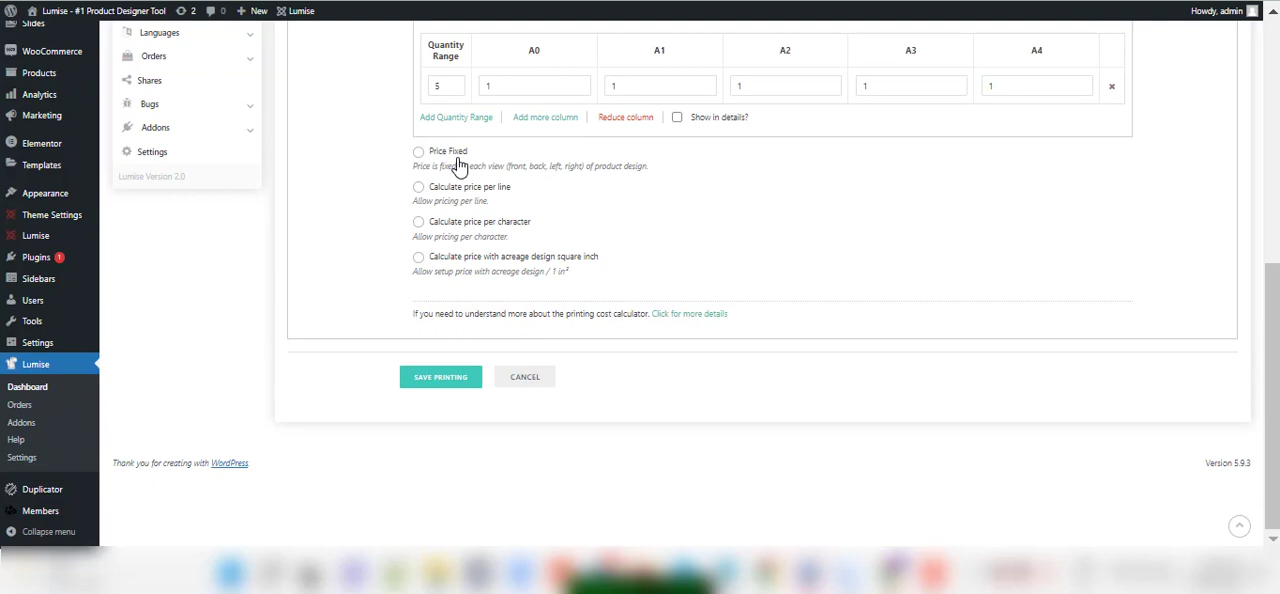 Lumise - #1 Product Designer Tool 2 0 New Lumise Howdy, admin
Slides
WooCommerce
Products
Analytics
Marketing
Elementor
Templates
Appearance
Theme Settings
Lumise
Plugins 1
Sidebars
Users
Tools
Settings
Lumise
Dashboard
Orders
Addons
Help
Settings
Duplicator
Members
Collapse menu
Languages
Orders
Shares
Bugs
Addons
Settings
Lumise Version 2.0
Quantity Range A0 A1 A2 A3 A4
5 1 1 1 1 1
Add Quantity Range Add more column Reduce column Show in details?
Price Fixed
Price is each view (front, back, left, right) of product design.
Calculate price per line
Allow pricing per line.
Calculate price per character
Allow pricing per character.
Calculate price with acreage design square inch
Allow setup price with acreage design / 1 in²
If you need to understand more about the printing cost calculator. Click for more details
SAVE PRINTING CANCEL
Thank you for creating with WordPress. Version 5.9.3